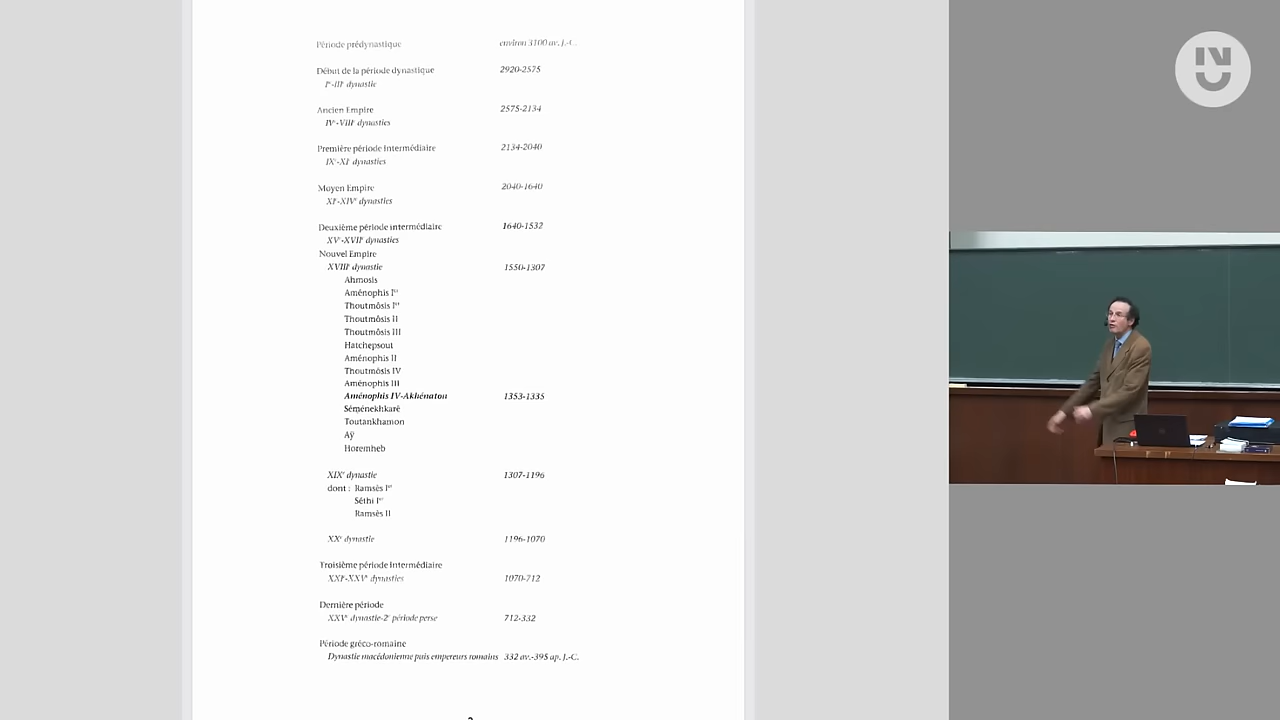 Période prédynastique environ 3100 av. J.-C.
Début de la période dynastique 2920-2575
Iʳᵉ-IIIᵉ dynastie
Ancien Empire 2575-2134
IVᵉ-VIIIᵉ dynasties
Première période intermédiaire 2134-2040
IXᵉ-XIᵉ dynasties
Moyen Empire 2040-1640
XIᵉ-XIVᵉ dynasties
Deuxième période intermédiaire 1640-1532
XVᵉ-XVIIᵉ dynasties
Nouvel Empire
XVIIIᵉ dynastie 1550-1307
Ahmosis
Aménophis Iᵉʳ
Thoutmôsis Iᵉʳ
Thoutmôsis II
Thoutmôsis III
Hatchepsout
Aménophis II
Thoutmôsis IV
Aménophis III
Aménophis IV-Akhénaton 1353-1335
Séménekhkarê
Toutankhamon
Aÿ
Horemheb
XIXᵉ dynastie 1307-1196
dont : Ramsès Iᵉʳ
Séthi Iᵉʳ
Ramsès II
XXᵉ dynastie 1196-1070
Troisième période intermédiaire
XXIᵉ-XXVᵉ dynasties 1070-712
Dernière période
XXVᵉ dynastie-2ᵉ période perse 712-332
Période gréco-romaine
Dynastie macédonienne puis empereurs romains 332 av.-395 ap. J.-C.